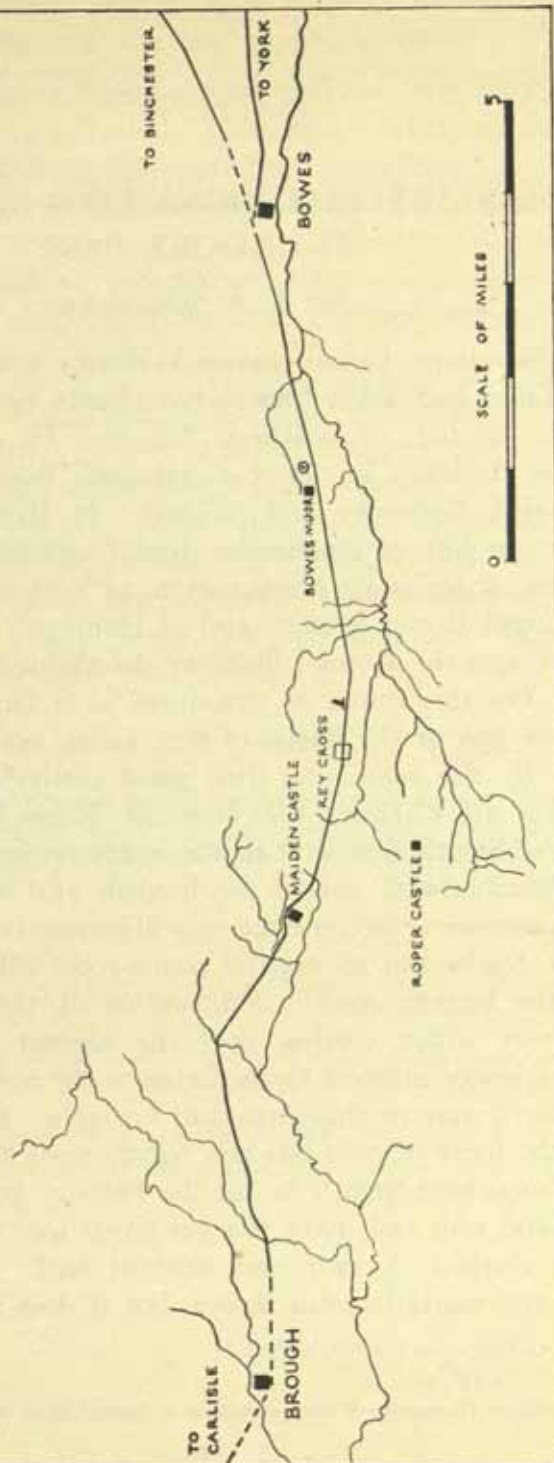 TO
CARLISLE
BROUGH
MAIDEN CASTLE
REY CROSS
ROPER CASTLE
BOWES MOOR
BOWES
TO BINCHESTER
TO YORK
0
5
SCALE OF MILES